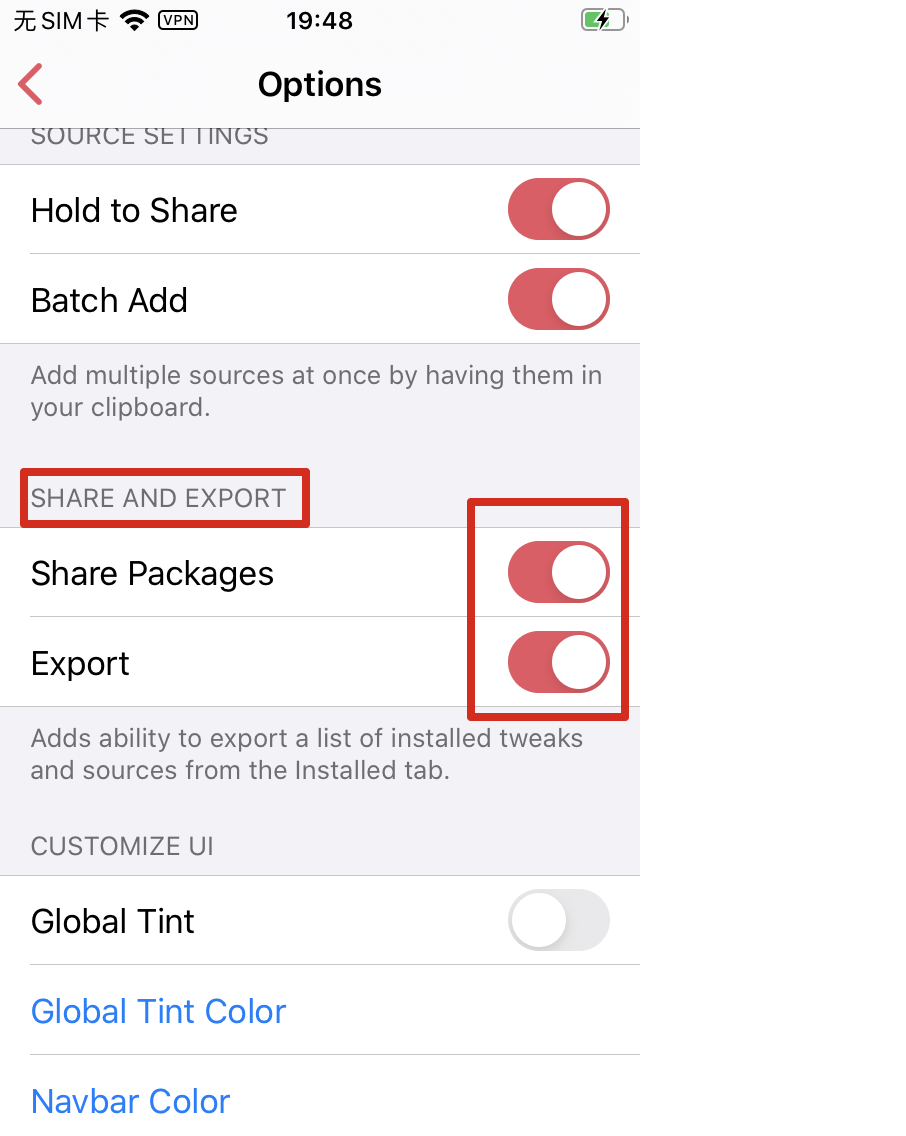 无SIM卡 VPN 19:48
Options
SOURCE SETTINGS
Hold to Share
Batch Add
Add multiple sources at once by having them in
your clipboard.
SHARE AND EXPORT
Share Packages
Export
Adds ability to export a list of installed tweaks
and sources from the Installed tab.
CUSTOMIZE UI
Global Tint
Global Tint Color
Navbar Color